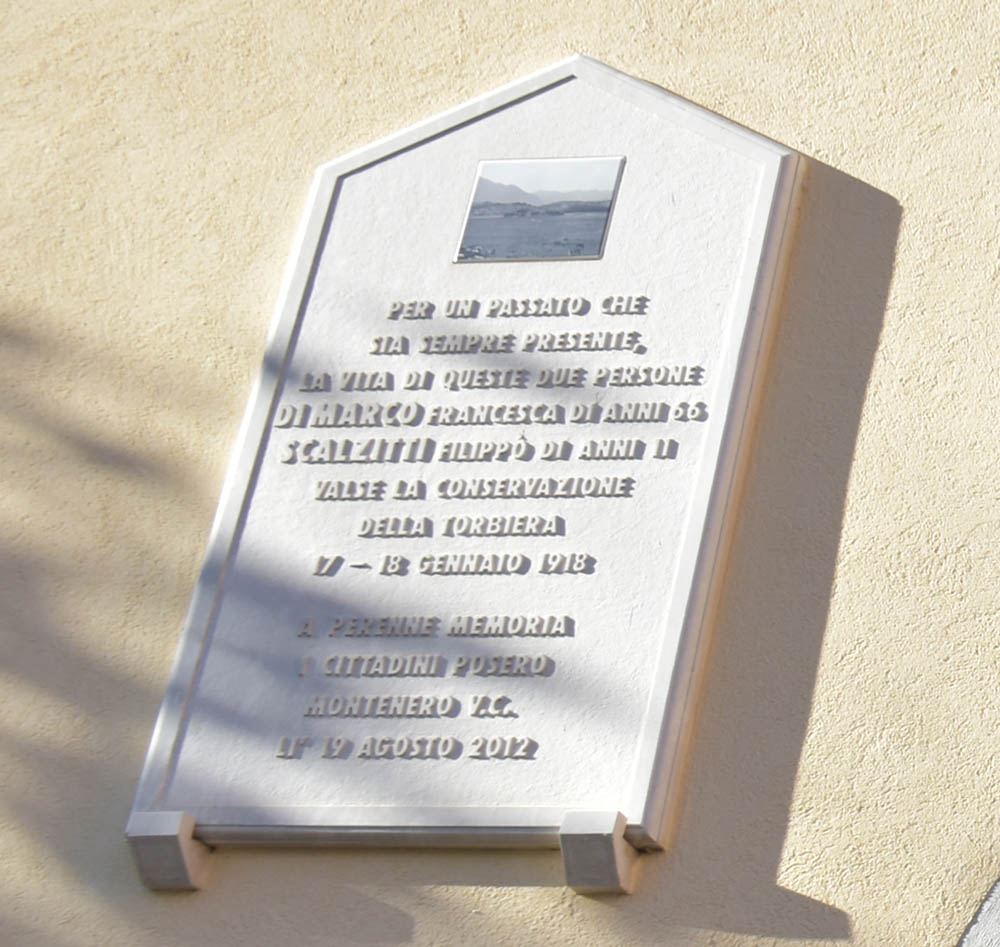 PER UN PASSATO CHE
SIA SEMPRE PRESENTE,
LA VITA DI QUESTE DUE PERSONE
DI MARCO FRANCESCA DI ANNI 66
SCALZITTI FILIPPÒ DI ANNI 11
VALSE LA CONSERVAZIONE
DELLA TORBIERA
17 - 18 GENNAIO 1918
A PERENNE MEMORIA
I CITTADINI POSERO
MONTENERO V.C.
LI' 19 AGOSTO 2012